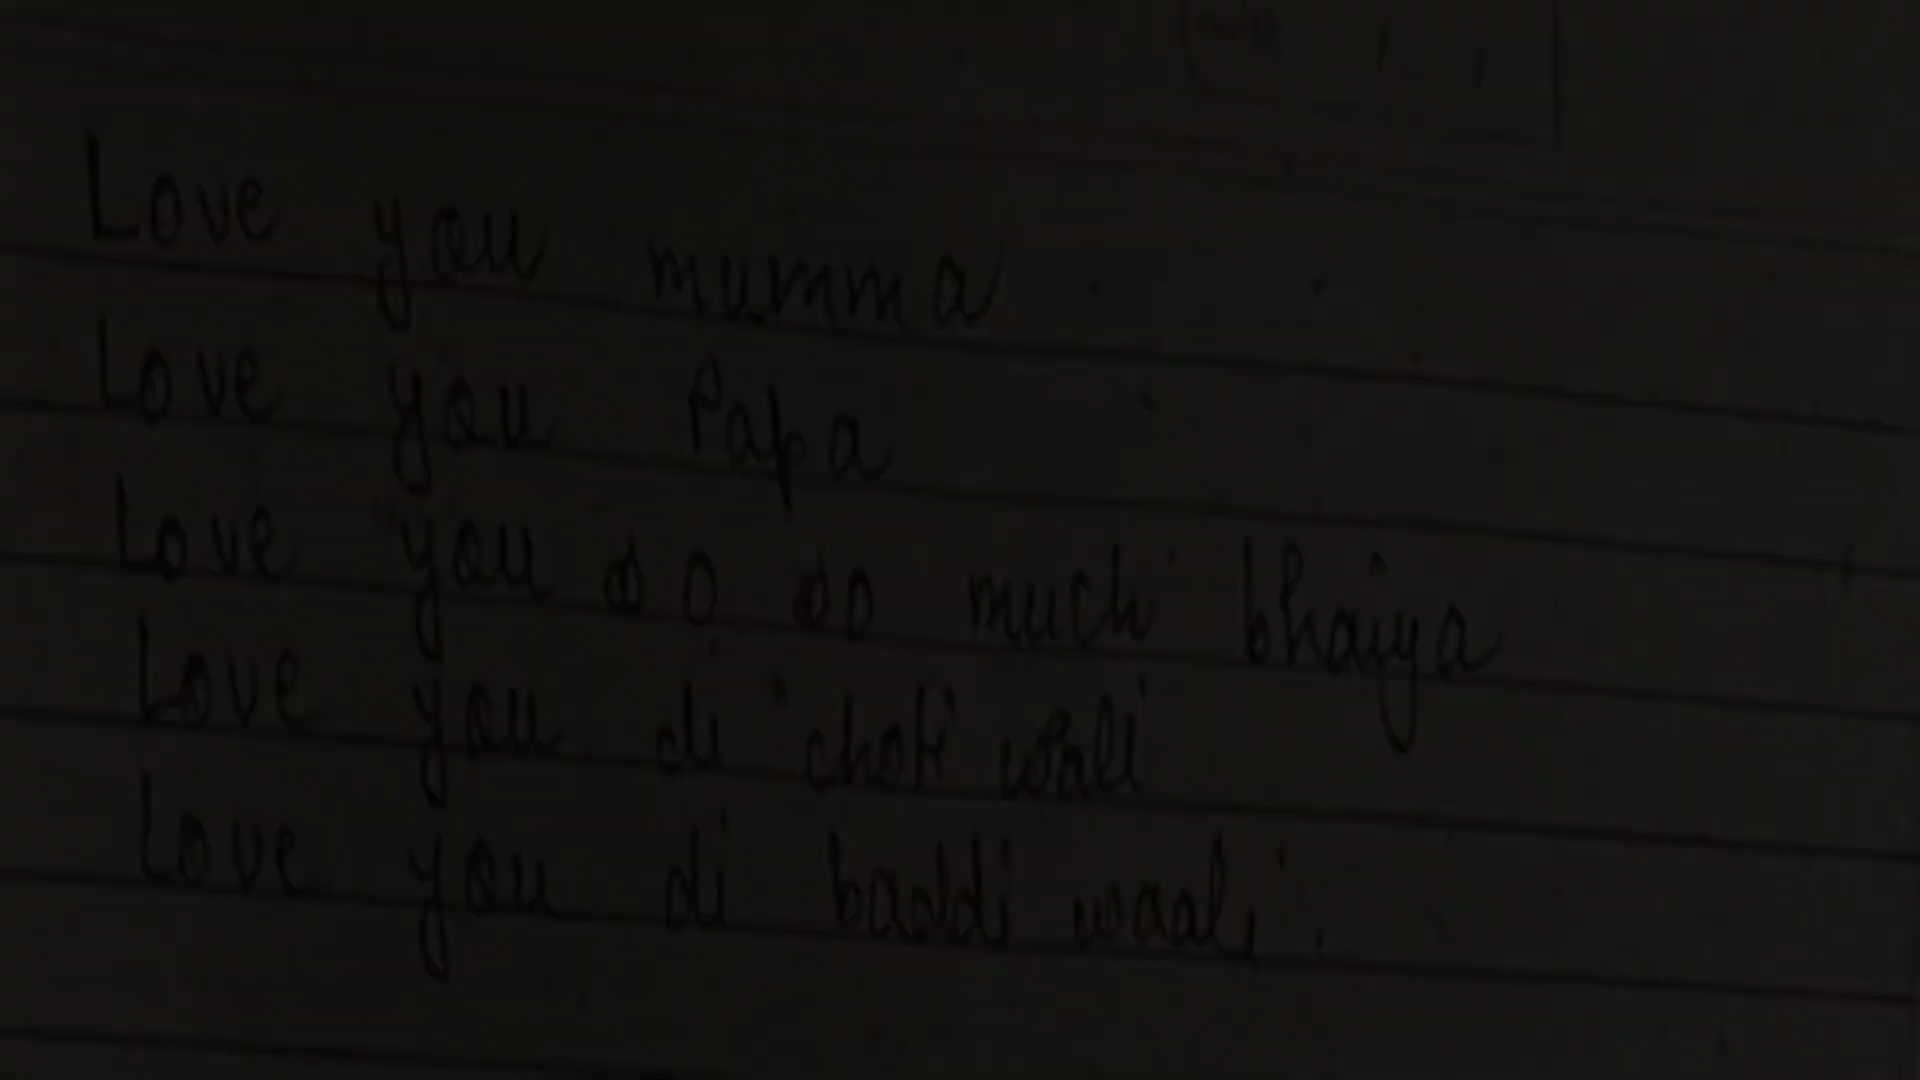 Love you mumma
Love you Papa
Love you so so much bhaiya
Love you di choti wali
Love you di baddi waali